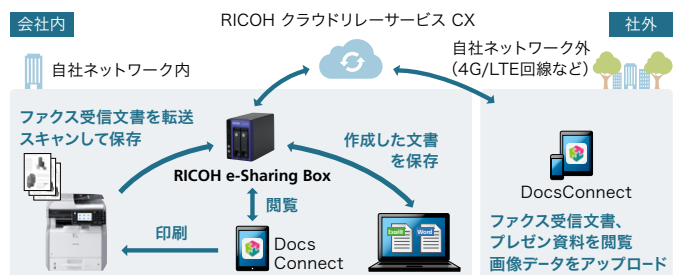 会社内
RICOH クラウドリレーサービス CX
社外
自社ネットワーク内
自社ネットワーク外
（4G/LTE回線など）
ファクス受信文書を転送
スキャンして保存
作成した文書
を保存
RICOH e-Sharing Box
閲覧
印刷
Docs
Connect
Excel®
Word
DocsConnect
ファクス受信文書、
プレゼン資料を閲覧
画像データをアップロード